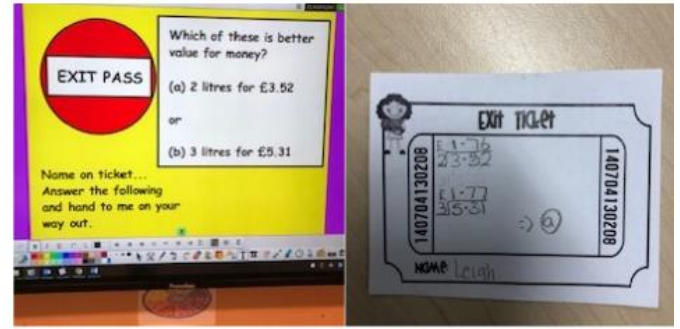 EXIT PASS
Which of these is better
value for money?
(a) 2 litres for £3.52
or
(b) 3 litres for £5.31
Name on ticket...
Answer the following
and hand to me on your
way out.
Exit Ticket
140704130208
£1.76
2)3.52
£1.77
3)5.31
=> (a)
140704130208
Name Leigh